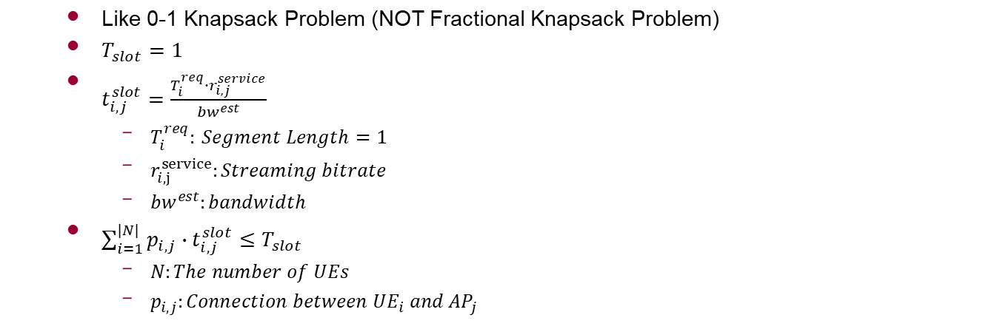 • Like 0-1 Knapsack Problem (NOT Fractional Knapsack Problem)
• $T_{slot} = 1$
• $t_{i,j}^{slot} = \frac{T_i^{req} \cdot r_{i,j}^{service}}{bw^{est}}$
– $T_i^{req}$: Segment Length = 1
– $r_{i,j}^{service}$: Streaming bitrate
– $bw^{est}$: bandwidth
• $\sum_{i=1}^{|N|} p_{i,j} \cdot t_{i,j}^{slot} \leq T_{slot}$
– N: The number of UEs
– $p_{i,j}$: Connection between $UE_i$ and $AP_j$